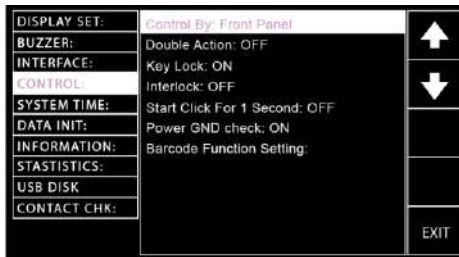 DISPLAY SET:
BUZZER:
INTERFACE:
CONTROL:
SYSTEM TIME:
DATA INIT:
INFORMATION:
STASTISTICS:
USB DISK
CONTACT CHK:
Control By: Front Panel
Double Action: OFF
Key Lock: ON
Interlock: OFF
Start Click For 1 Second: OFF
Power GND check: ON
Barcode Function Setting:
EXIT